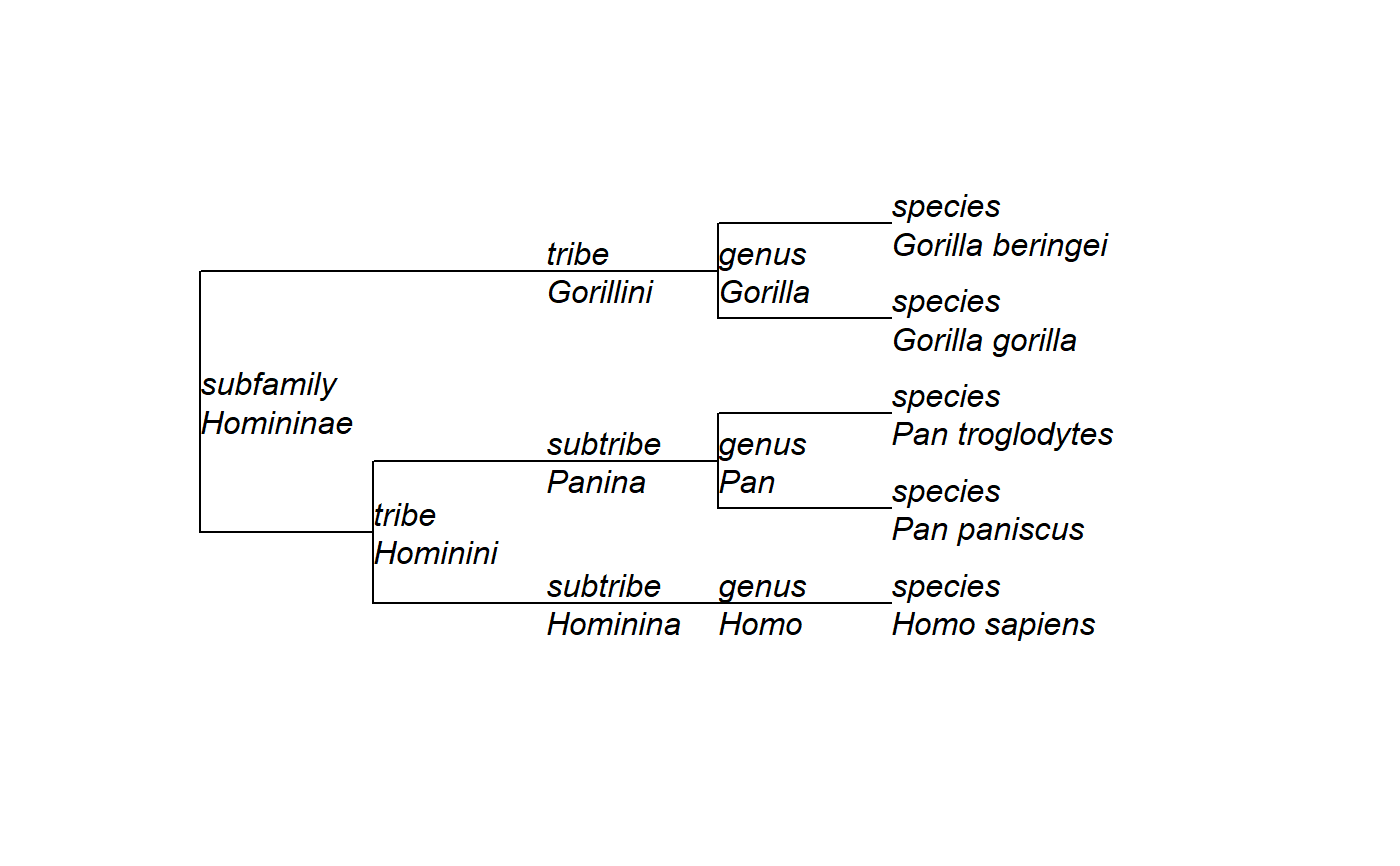 species
Gorilla beringei
tribe
Gorillini
genus
Gorilla
species
Gorilla gorilla
subfamily
Homininae
species
Pan troglodytes
subtribe
Panina
genus
Pan
species
Pan paniscus
tribe
Hominini
subtribe
Hominina
genus
Homo
species
Homo sapiens